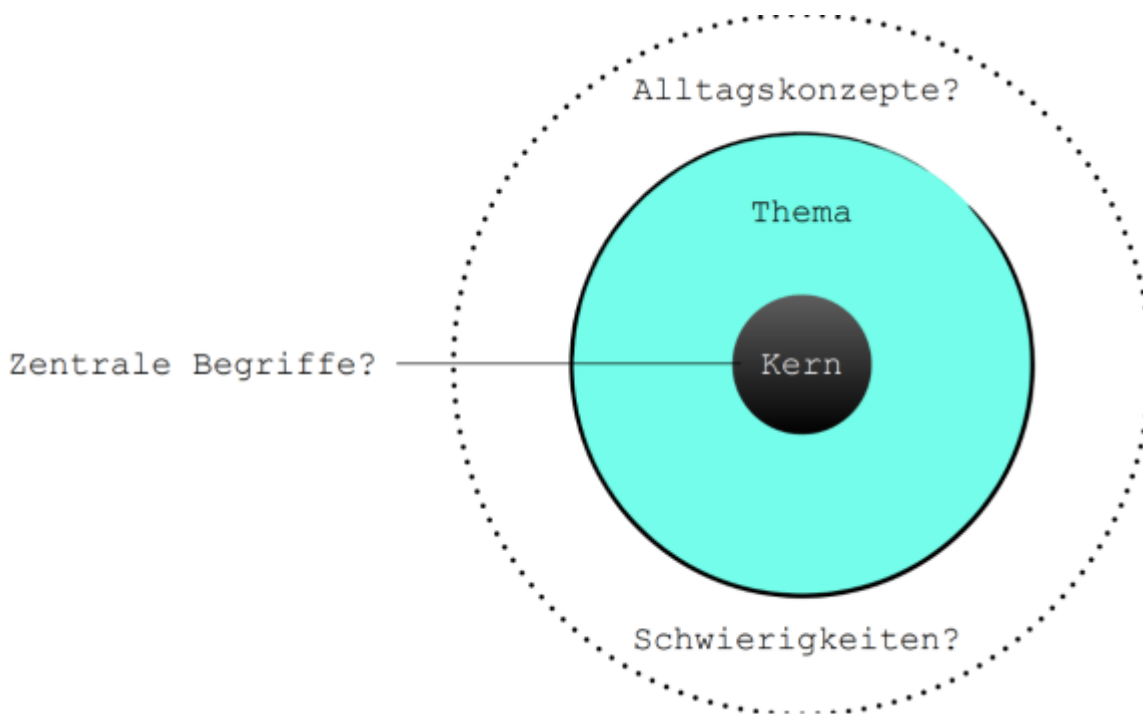 Alltagskonzepte?
Thema
Zentrale Begriffe?
Kern
Schwierigkeiten?